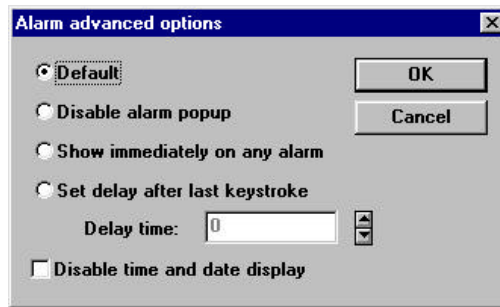 Alarm advanced options
Default
OK
Disable alarm popup
Cancel
Show immediately on any alarm
Set delay after last keystroke
Delay time: 0
Disable time and date display